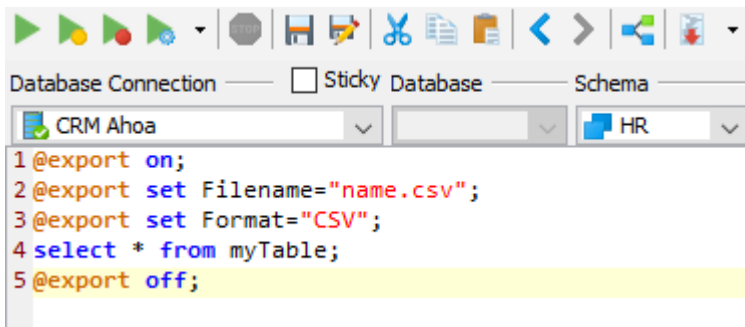 STOP
Database Connection Sticky Database Schema
CRM Ahoa HR
1 @export on;
2 @export set Filename="name.csv";
3 @export set Format="CSV";
4 select * from myTable;
5 @export off;